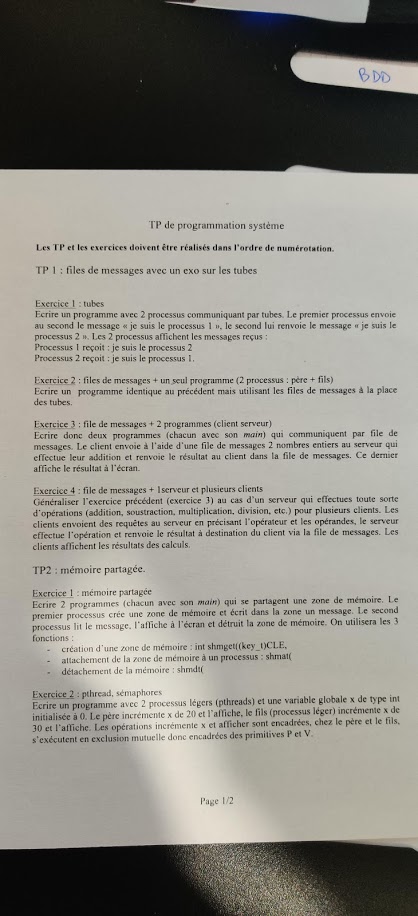 BDD
TP de programmation système
Les TP et les exercices doivent être réalisés dans l'ordre de numérotation.
TP 1 : files de messages avec un exo sur les tubes
Exercice 1 : tubes
Ecrire un programme avec 2 processus communiquant par tubes. Le premier processus envoie
au second le message « je suis le processus 1 », le second lui renvoie le message « je suis le
processus 2 ». Les 2 processus affichent les messages reçus :
Processus 1 reçoit : je suis le processus 2
Processus 2 reçoit : je suis le processus 1.
Exercice 2 : files de messages + un seul programme (2 processus : père + fils)
Ecrire un programme identique au précédent mais utilisant les files de messages à la place
des tubes.
Exercice 3 : file de messages + 2 programmes (client serveur)
Ecrire donc deux programmes (chacun avec son main) qui communiquent par file de
messages. Le client envoie à l'aide d'une file de messages 2 nombres entiers au serveur qui
effectue leur addition et renvoie le résultat au client dans la file de messages. Ce dernier
affiche le résultat à l'écran.
Exercice 4 : file de messages + 1serveur et plusieurs clients
Généraliser l'exercice précédent (exercice 3) au cas d'un serveur qui effectues toute sorte
d'opérations (addition, soustraction, multiplication, division, etc.) pour plusieurs clients. Les
clients envoient des requêtes au serveur en précisant l'opérateur et les opérandes, le serveur
effectue l'opération et renvoie le résultat à destination du client via la file de messages. Les
clients affichent les résultats des calculs.
TP2 : mémoire partagée.
Exercice 1 : mémoire partagée
Ecrire 2 programmes (chacun avec son main) qui se partagent une zone de mémoire. Le
premier processus crée une zone de mémoire et écrit dans la zone un message. Le second
processus lit le message, l'affiche à l'écran et détruit la zone de mémoire. On utilisera les 3
fonctions :
- création d'une zone de mémoire : int shmget((key_t)CLE,
- attachement de la zone de mémoire à un processus : shmat(
- détachement de la mémoire : shmdt(
Exercice 2 : pthread, sémaphores
Ecrire un programme avec 2 processus légers (pthreads) et une variable globale x de type int
initialisée à 0. Le père incrémente x de 20 et l'affiche, le fils (processus léger) incrémente x de
30 et l'affiche. Les opérations incrémente x et afficher sont encadrées, chez le père et le fils,
s'exécutent en exclusion mutuelle donc encadrées des primitives P et V.
Page 1/2